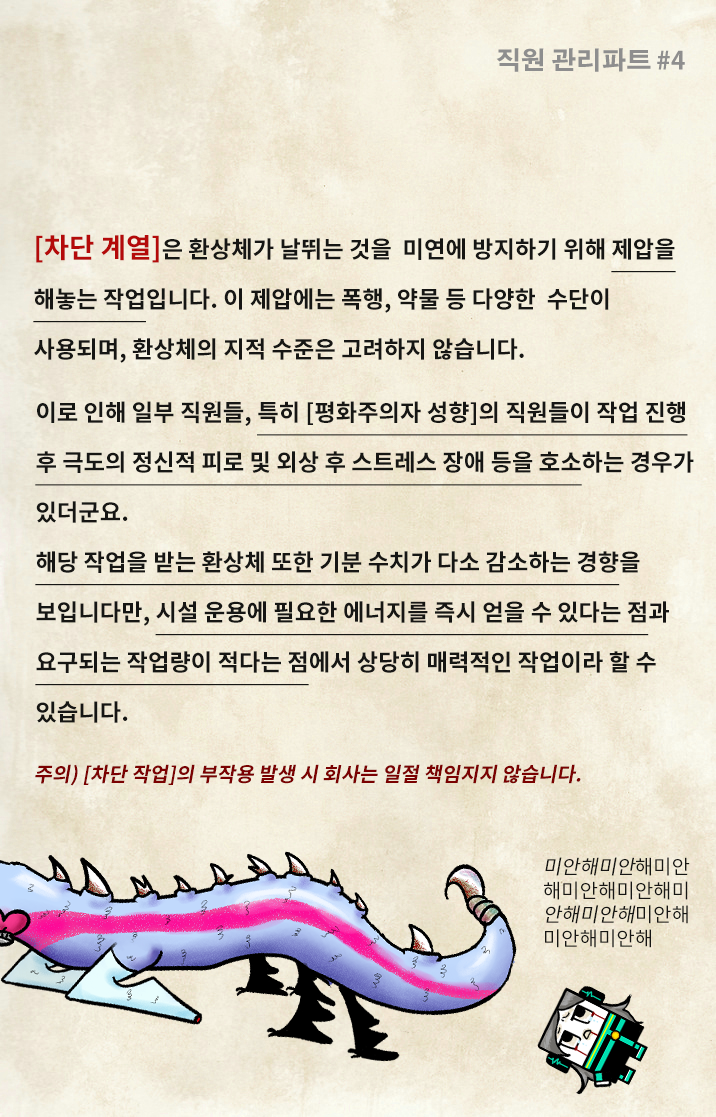 직원 관리파트 #4
[차단 계열]은 환상체가 날뛰는 것을 미연에 방지하기 위해 제압을
해놓는 작업입니다. 이 제압에는 폭행, 약물 등 다양한 수단이
사용되며, 환상체의 지적 수준은 고려하지 않습니다.
이로 인해 일부 직원들, 특히 [평화주의자 성향]의 직원들이 작업 진행
후 극도의 정신적 피로 및 외상 후 스트레스 장애 등을 호소하는 경우가
있더군요.
해당 작업을 받는 환상체 또한 기분 수치가 다소 감소하는 경향을
보입니다만, 시설 운용에 필요한 에너지를 즉시 얻을 수 있다는 점과
요구되는 작업량이 적다는 점에서 상당히 매력적인 작업이라 할 수
있습니다.
주의) [차단 작업]의 부작용 발생 시 회사는 일절 책임지지 않습니다.
미안해미안해미안
해미안해미안해미
안해미안해미안해
미안해미안해